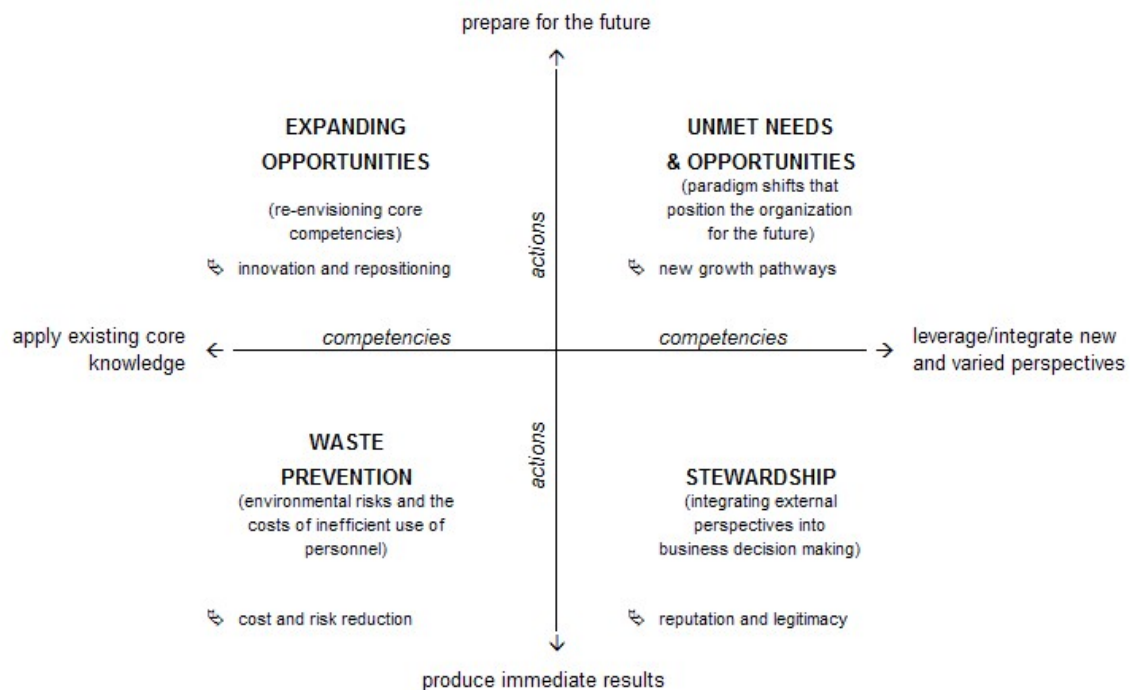 prepare for the future
EXPANDING
OPPORTUNITIES
(re-envisioning core
competencies)
innovation and repositioning
UNMET NEEDS
& OPPORTUNITIES
(paradigm shifts that
position the organization
for the future)
new growth pathways
actions
apply existing core
knowledge
competencies
competencies
leverage/integrate new
and varied perspectives
actions
WASTE
PREVENTION
(environmental risks and the
costs of inefficient use of
personnel)
cost and risk reduction
STEWARDSHIP
(integrating external
perspectives into
business decision making)
reputation and legitimacy
produce immediate results